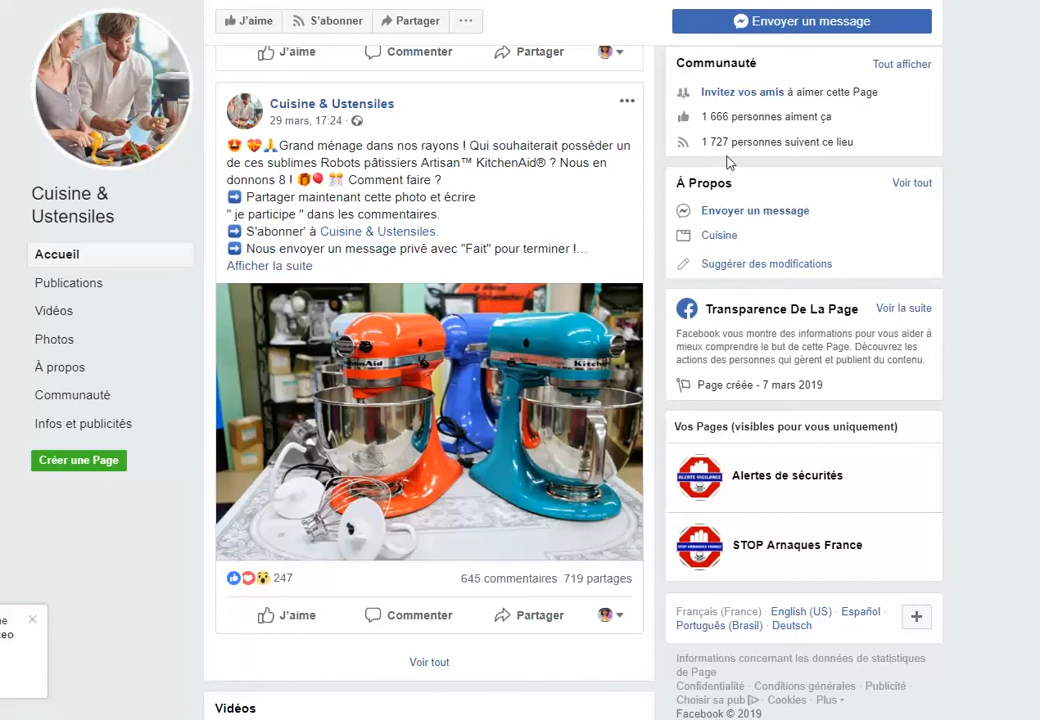 J'aime
S'abonner
Partager
···
Envoyer un message
J'aime
Commenter
Partager
Cuisine &
Ustensiles
Accueil
Publications
Vidéos
Photos
À propos
Communauté
Infos et publicités
Créer une Page
Cuisine & Ustensiles
29 mars, 17:24 ·
Grand ménage dans nos rayons ! Qui souhaiterait posséder un
de ces sublimes Robots pâtissiers Artisan™ KitchenAid® ? Nous en
donnons 8 ! Comment faire ?
Partager maintenant cette photo et écrire
" je participe " dans les commentaires.
S'abonner' à Cuisine & Ustensiles.
Nous envoyer un message privé avec "Fait" pour terminer !…
Afficher la suite
KitchenAid
247
645 commentaires 719 partages
J'aime
Commenter
Partager
Voir tout
Vidéos
Communauté
Tout afficher
Invitez vos amis à aimer cette Page
1 666 personnes aiment ça
1 727 personnes suivent ce lieu
À Propos
Voir tout
Envoyer un message
Cuisine
Suggérer des modifications
Transparence De La Page
Voir la suite
Facebook vous montre des informations pour vous aider à
mieux comprendre le but de cette Page. Découvrez les
actions des personnes qui gèrent et publient du contenu.
Page créée - 7 mars 2019
Vos Pages (visibles pour vous uniquement)
ALERTE VIGILANCE
Alertes de sécurités
STOP ARNAQUES FRANCE
STOP Arnaques France
Français (France) · English (US) · Español ·
Português (Brasil) · Deutsch
Informations concernant les données de statistiques
de Page
Confidentialité · Conditions générales · Publicité ·
Choisir sa pub · Cookies · Plus
Facebook © 2019